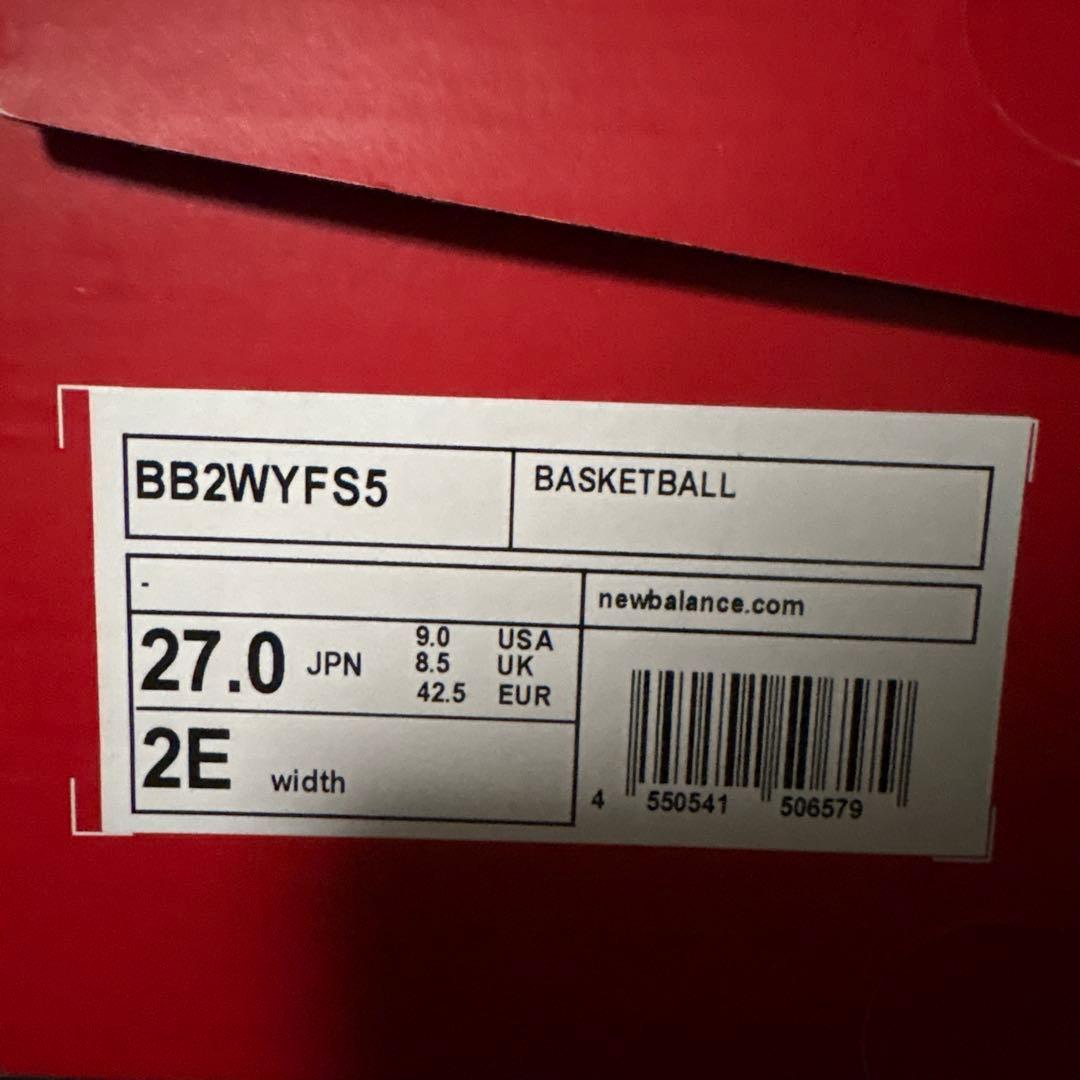 BB2WYFS5
BASKETBALL
-
newbalance.com
27.0 JPN
9.0 USA
8.5 UK
42.5 EUR
2E width
4 550541 506579